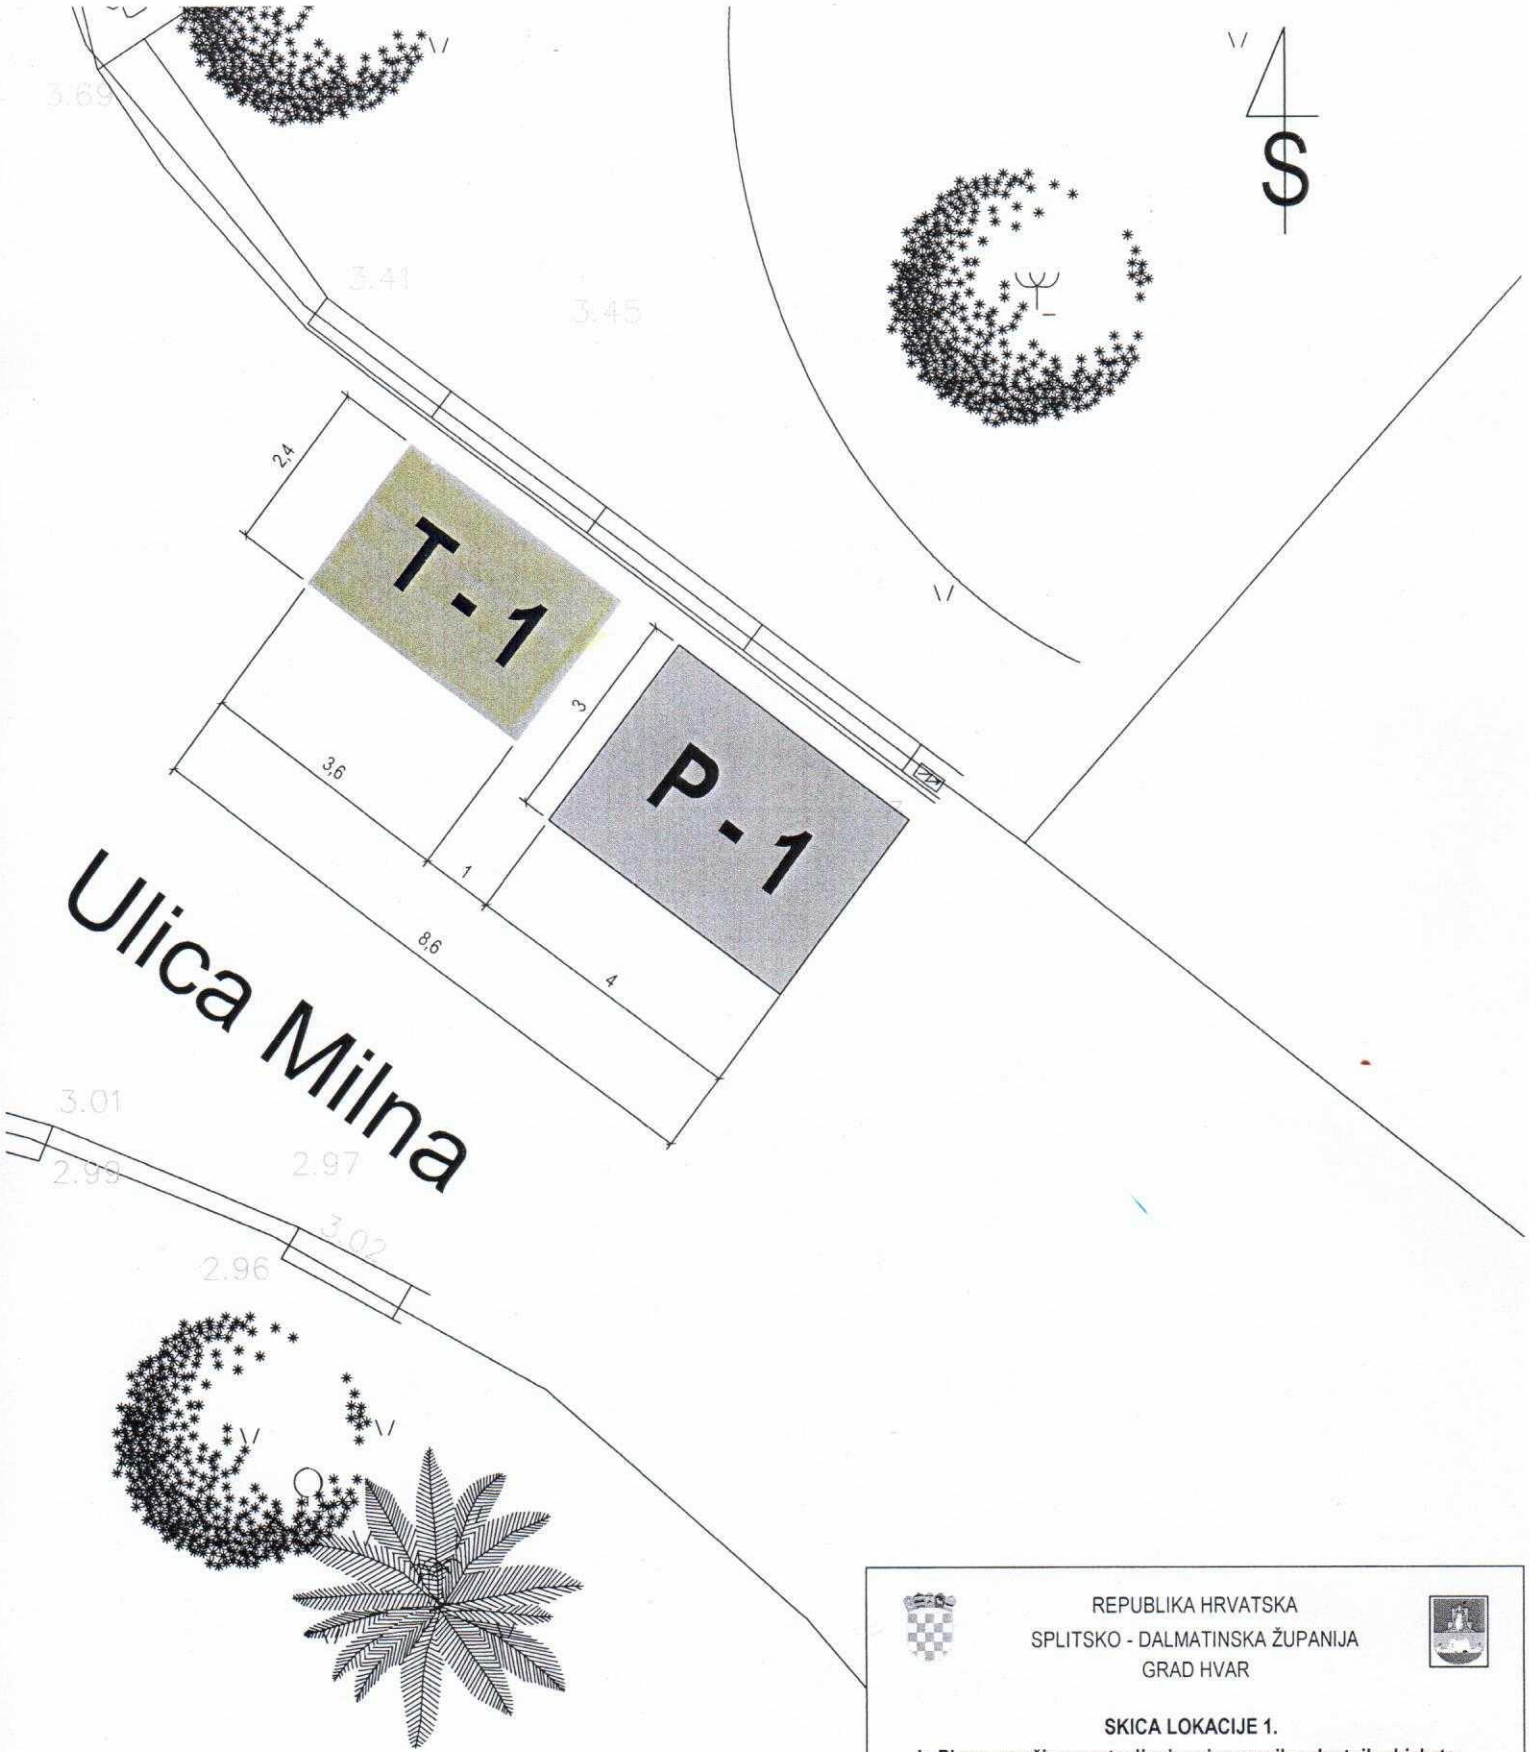 3.69
S
3.41
3.45
2,4
T - 1
3
3,6
P - 1
1
8,6
4
Ulica Milna
3.01
2.99
2.97
3.02
2.96
REPUBLIKA HRVATSKA
SPLITSKO - DALMATINSKA ŽUPANIJA
GRAD HVAR
SKICA LOKACIJE 1.